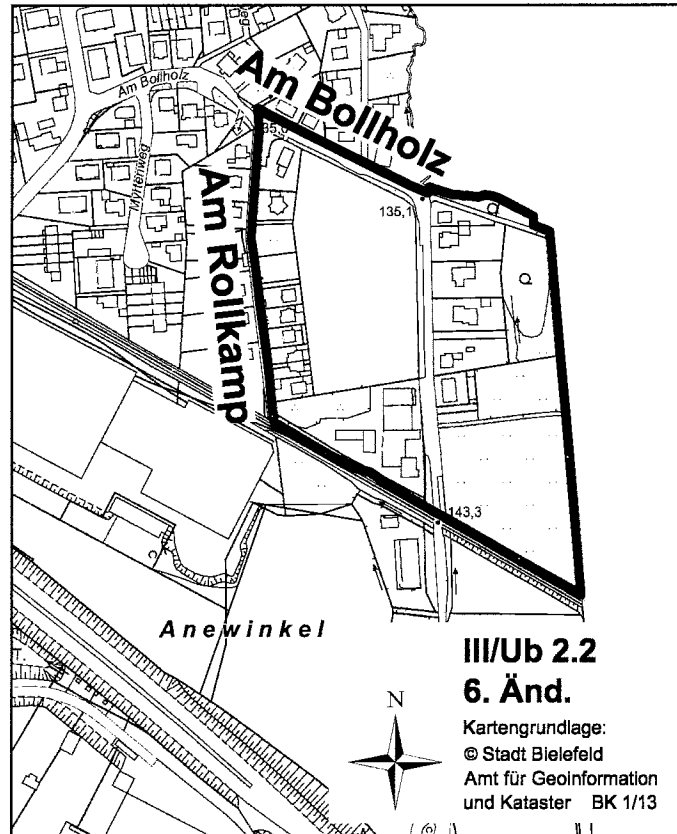 Am Bollholz
Am Bollholz
Myrtenweg
Am Rollkamp
135,1
143,3
Anewinkel
III/Ub 2.2
6. Änd.
N
Kartengrundlage:
© Stadt Bielefeld
Amt für Geoinformation
und Kataster BK 1/13